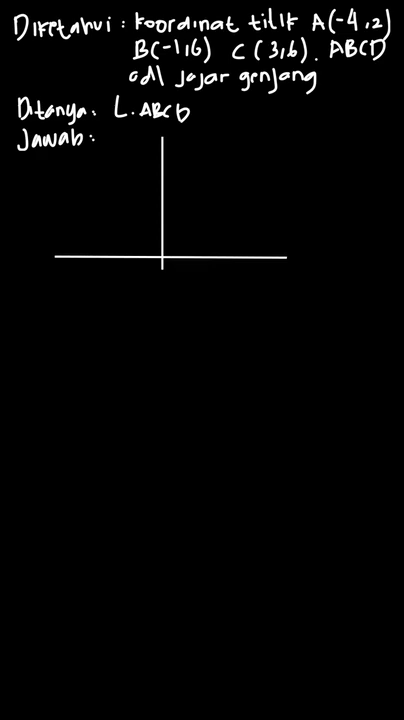 Diketahui : Koordinat titik A(-4,2)
B(-1,6) C(3,6). ABCD
adl jajar genjang
Ditanya: L.ABCD
Jawab: